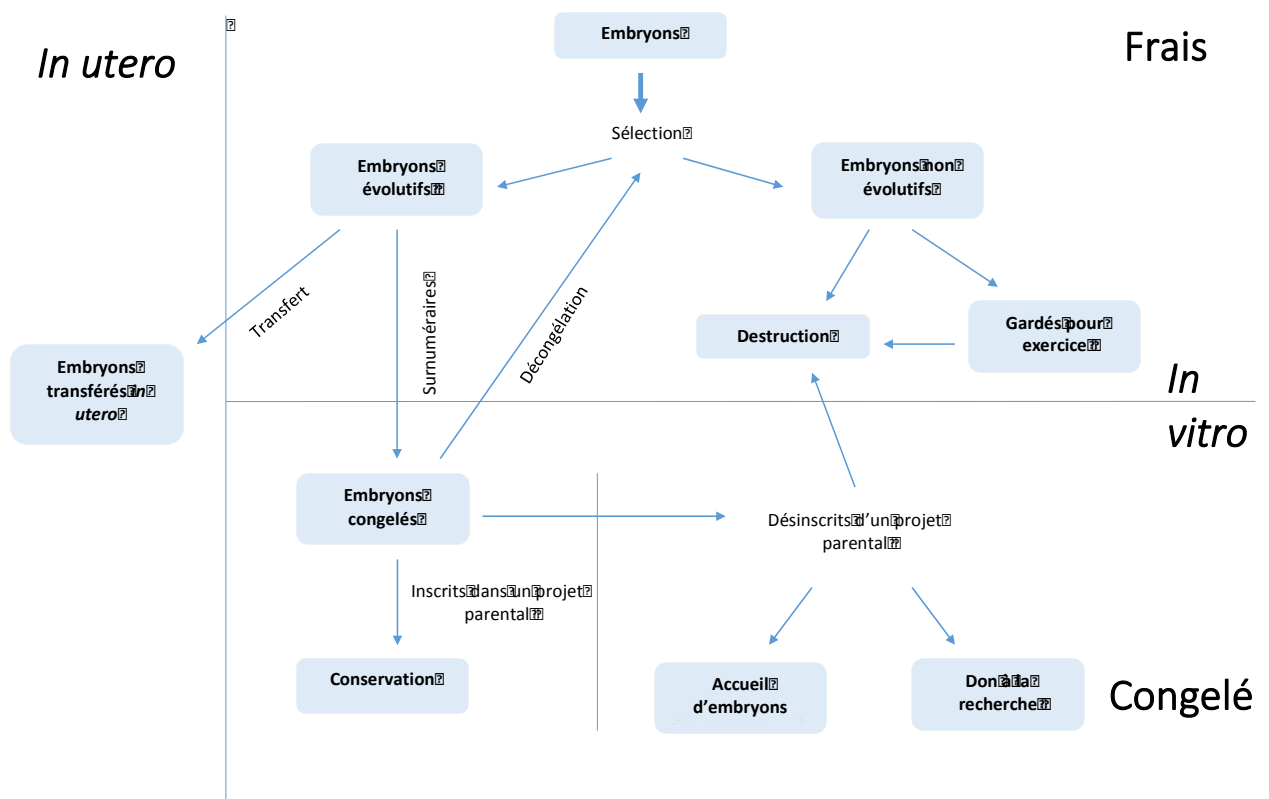 In utero
Embryons
Frais
Sélection
Embryons
évolutifs
Embryons non
évolutifs
Transfert
Surnuméraires
Décongélation
Destruction
Gardés pour
exercice
Embryons
transférés in
utero
In
vitro
Embryons
congelés
Désinscrits d’un projet
parental
Inscrits dans un projet
parental
Conservation
Accueil
d’embryons
Don à la
recherche
Congelé